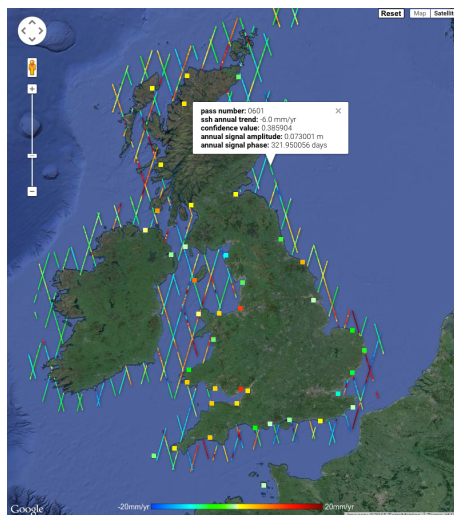 Reset
Map
Satellit
pass number: 0601
ssh annual trend: -6.0 mm/yr
confidence value: 0.385904
annual signal amplitude: 0.073001 m
annual signal phase: 321.950056 days
Google
-20mm/yr
20mm/yr